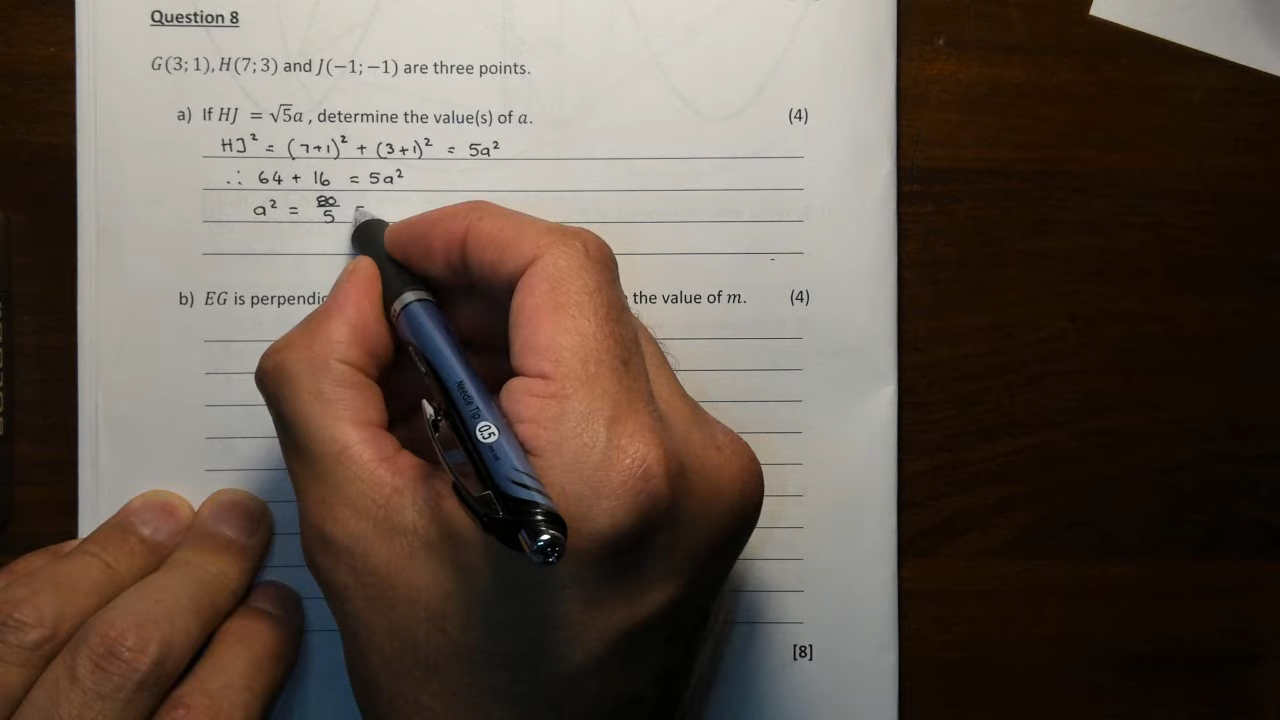 Question 8
G(3; 1), H(7; 3) and J(−1; −1) are three points.
a) If HJ = √5a , determine the value(s) of a. (4)
HJ² = (7+1)² + (3+1)² = 5a²
∴ 64 + 16 = 5a²
a² = 80/5 =
b) EG is the value of m. (4)
Needle Tip 0.5
[8]